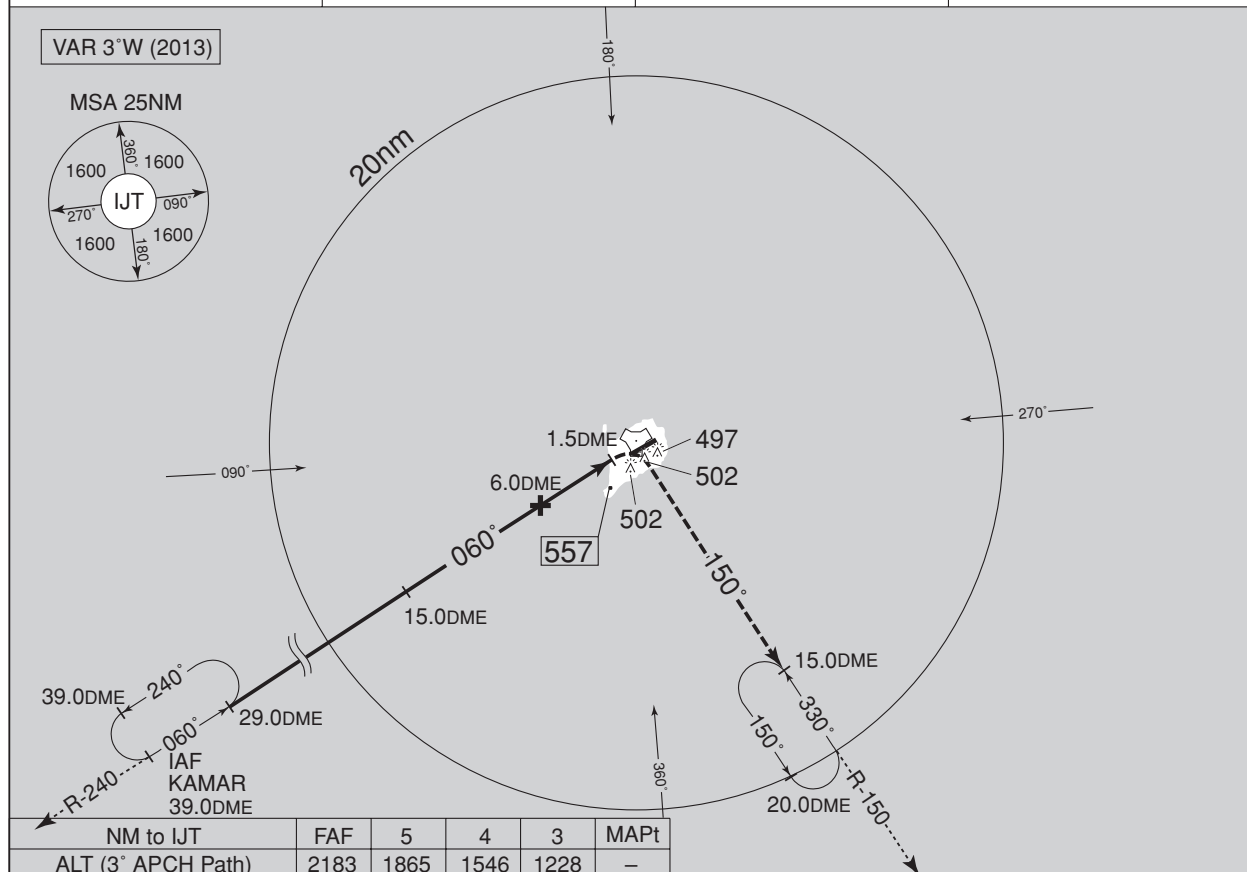 VAR 3°W (2013)
MSA 25NM
360°
1600
1600
IJT
270°
090°
1600
1600
180°
20nm
180°
270°
090°
360°
1.5DME
497
6.0DME
502
502
557
060°
150°
15.0DME
15.0DME
240°
39.0DME
060°
29.0DME
IAF
KAMAR
39.0DME
R-240
330°
150°
20.0DME
R-150
NM to IJT FAF 5 4 3 MAPt
ALT (3° APCH Path) 2183 1865 1546 1228 –